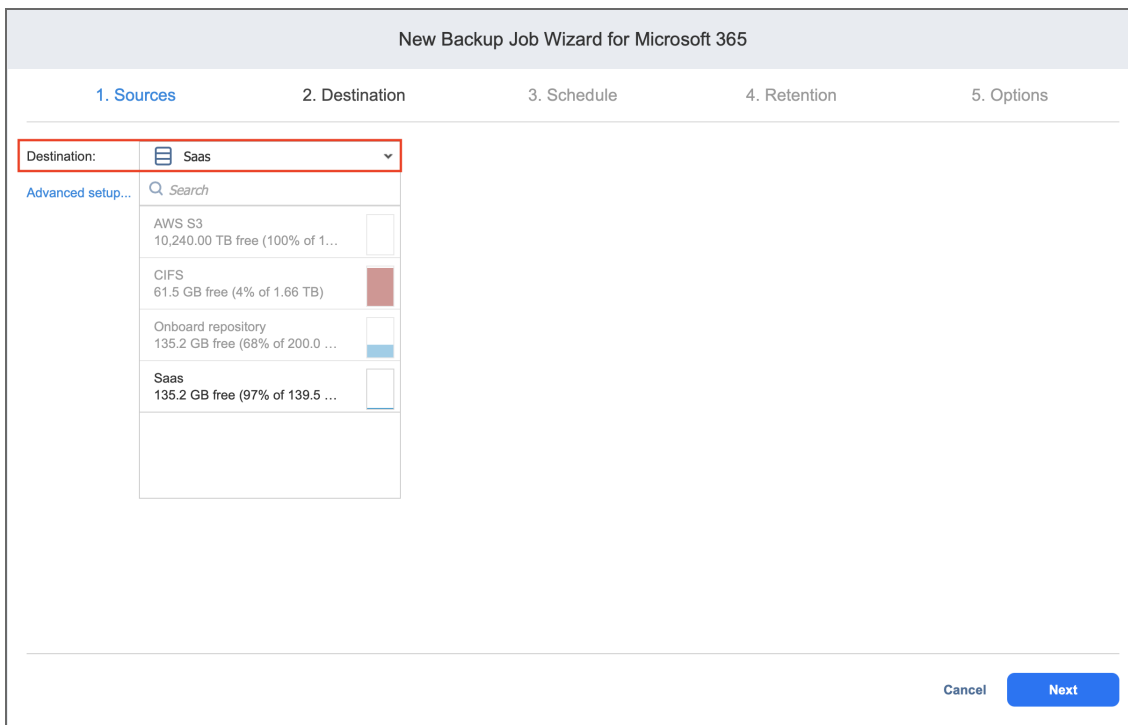 New Backup Job Wizard for Microsoft 365
1. Sources 2. Destination 3. Schedule 4. Retention 5. Options
Destination: Saas
Advanced setup... Search
AWS S3
10,240.00 TB free (100% of 1...
CIFS
61.5 GB free (4% of 1.66 TB)
Onboard repository
135.2 GB free (68% of 200.0 ...
Saas
135.2 GB free (97% of 139.5 ...
Cancel Next